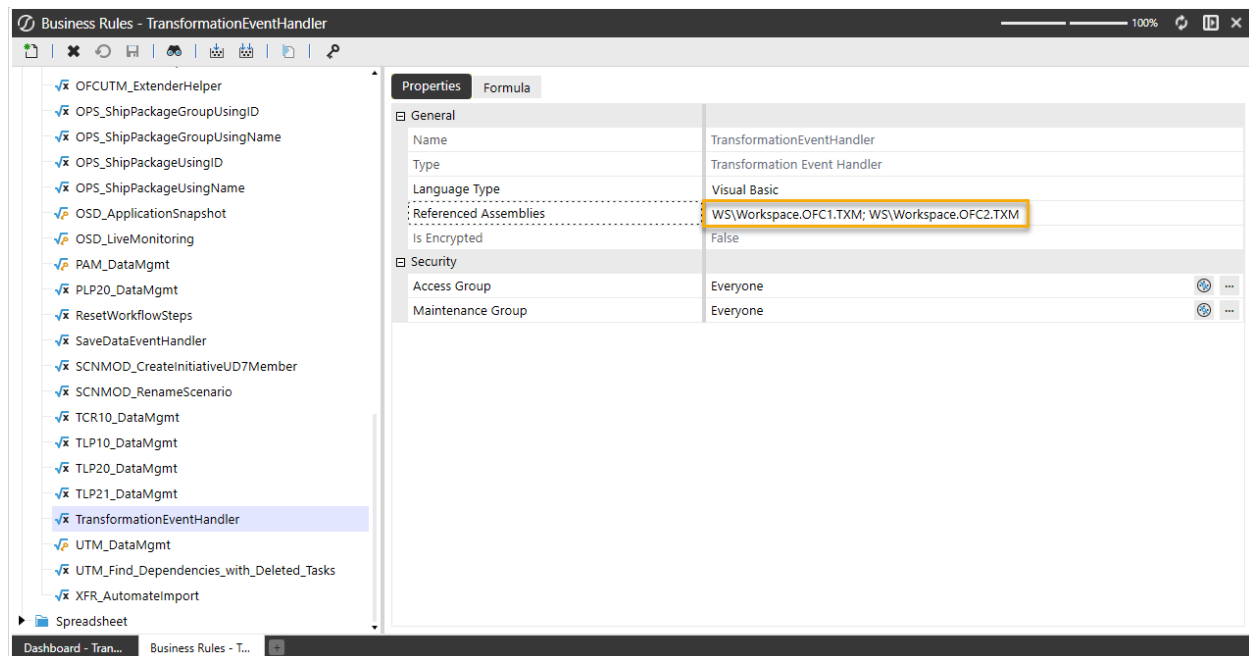 Business Rules - TransformationEventHandler
100%
OFCUTM_ExtenderHelper
OPS_ShipPackageGroupUsingID
OPS_ShipPackageGroupUsingName
OPS_ShipPackageUsingID
OPS_ShipPackageUsingName
OSD_ApplicationSnapshot
OSD_LiveMonitoring
PAM_DataMgmt
PLP20_DataMgmt
ResetWorkflowSteps
SaveDataEventHandler
SCNMOD_CreateInitiativeUD7Member
SCNMOD_RenameScenario
TCR10_DataMgmt
TLP10_DataMgmt
TLP20_DataMgmt
TLP21_DataMgmt
TransformationEventHandler
UTM_DataMgmt
UTM_Find_Dependencies_with_Deleted_Tasks
XFR_AutomateImport
Spreadsheet
Properties Formula
General
Name TransformationEventHandler
Type Transformation Event Handler
Language Type Visual Basic
Referenced Assemblies WS\Workspace.OFC1.TXM; WS\Workspace.OFC2.TXM
Is Encrypted False
Security
Access Group Everyone ...
Maintenance Group Everyone ...
Dashboard - Tran... Business Rules - T...